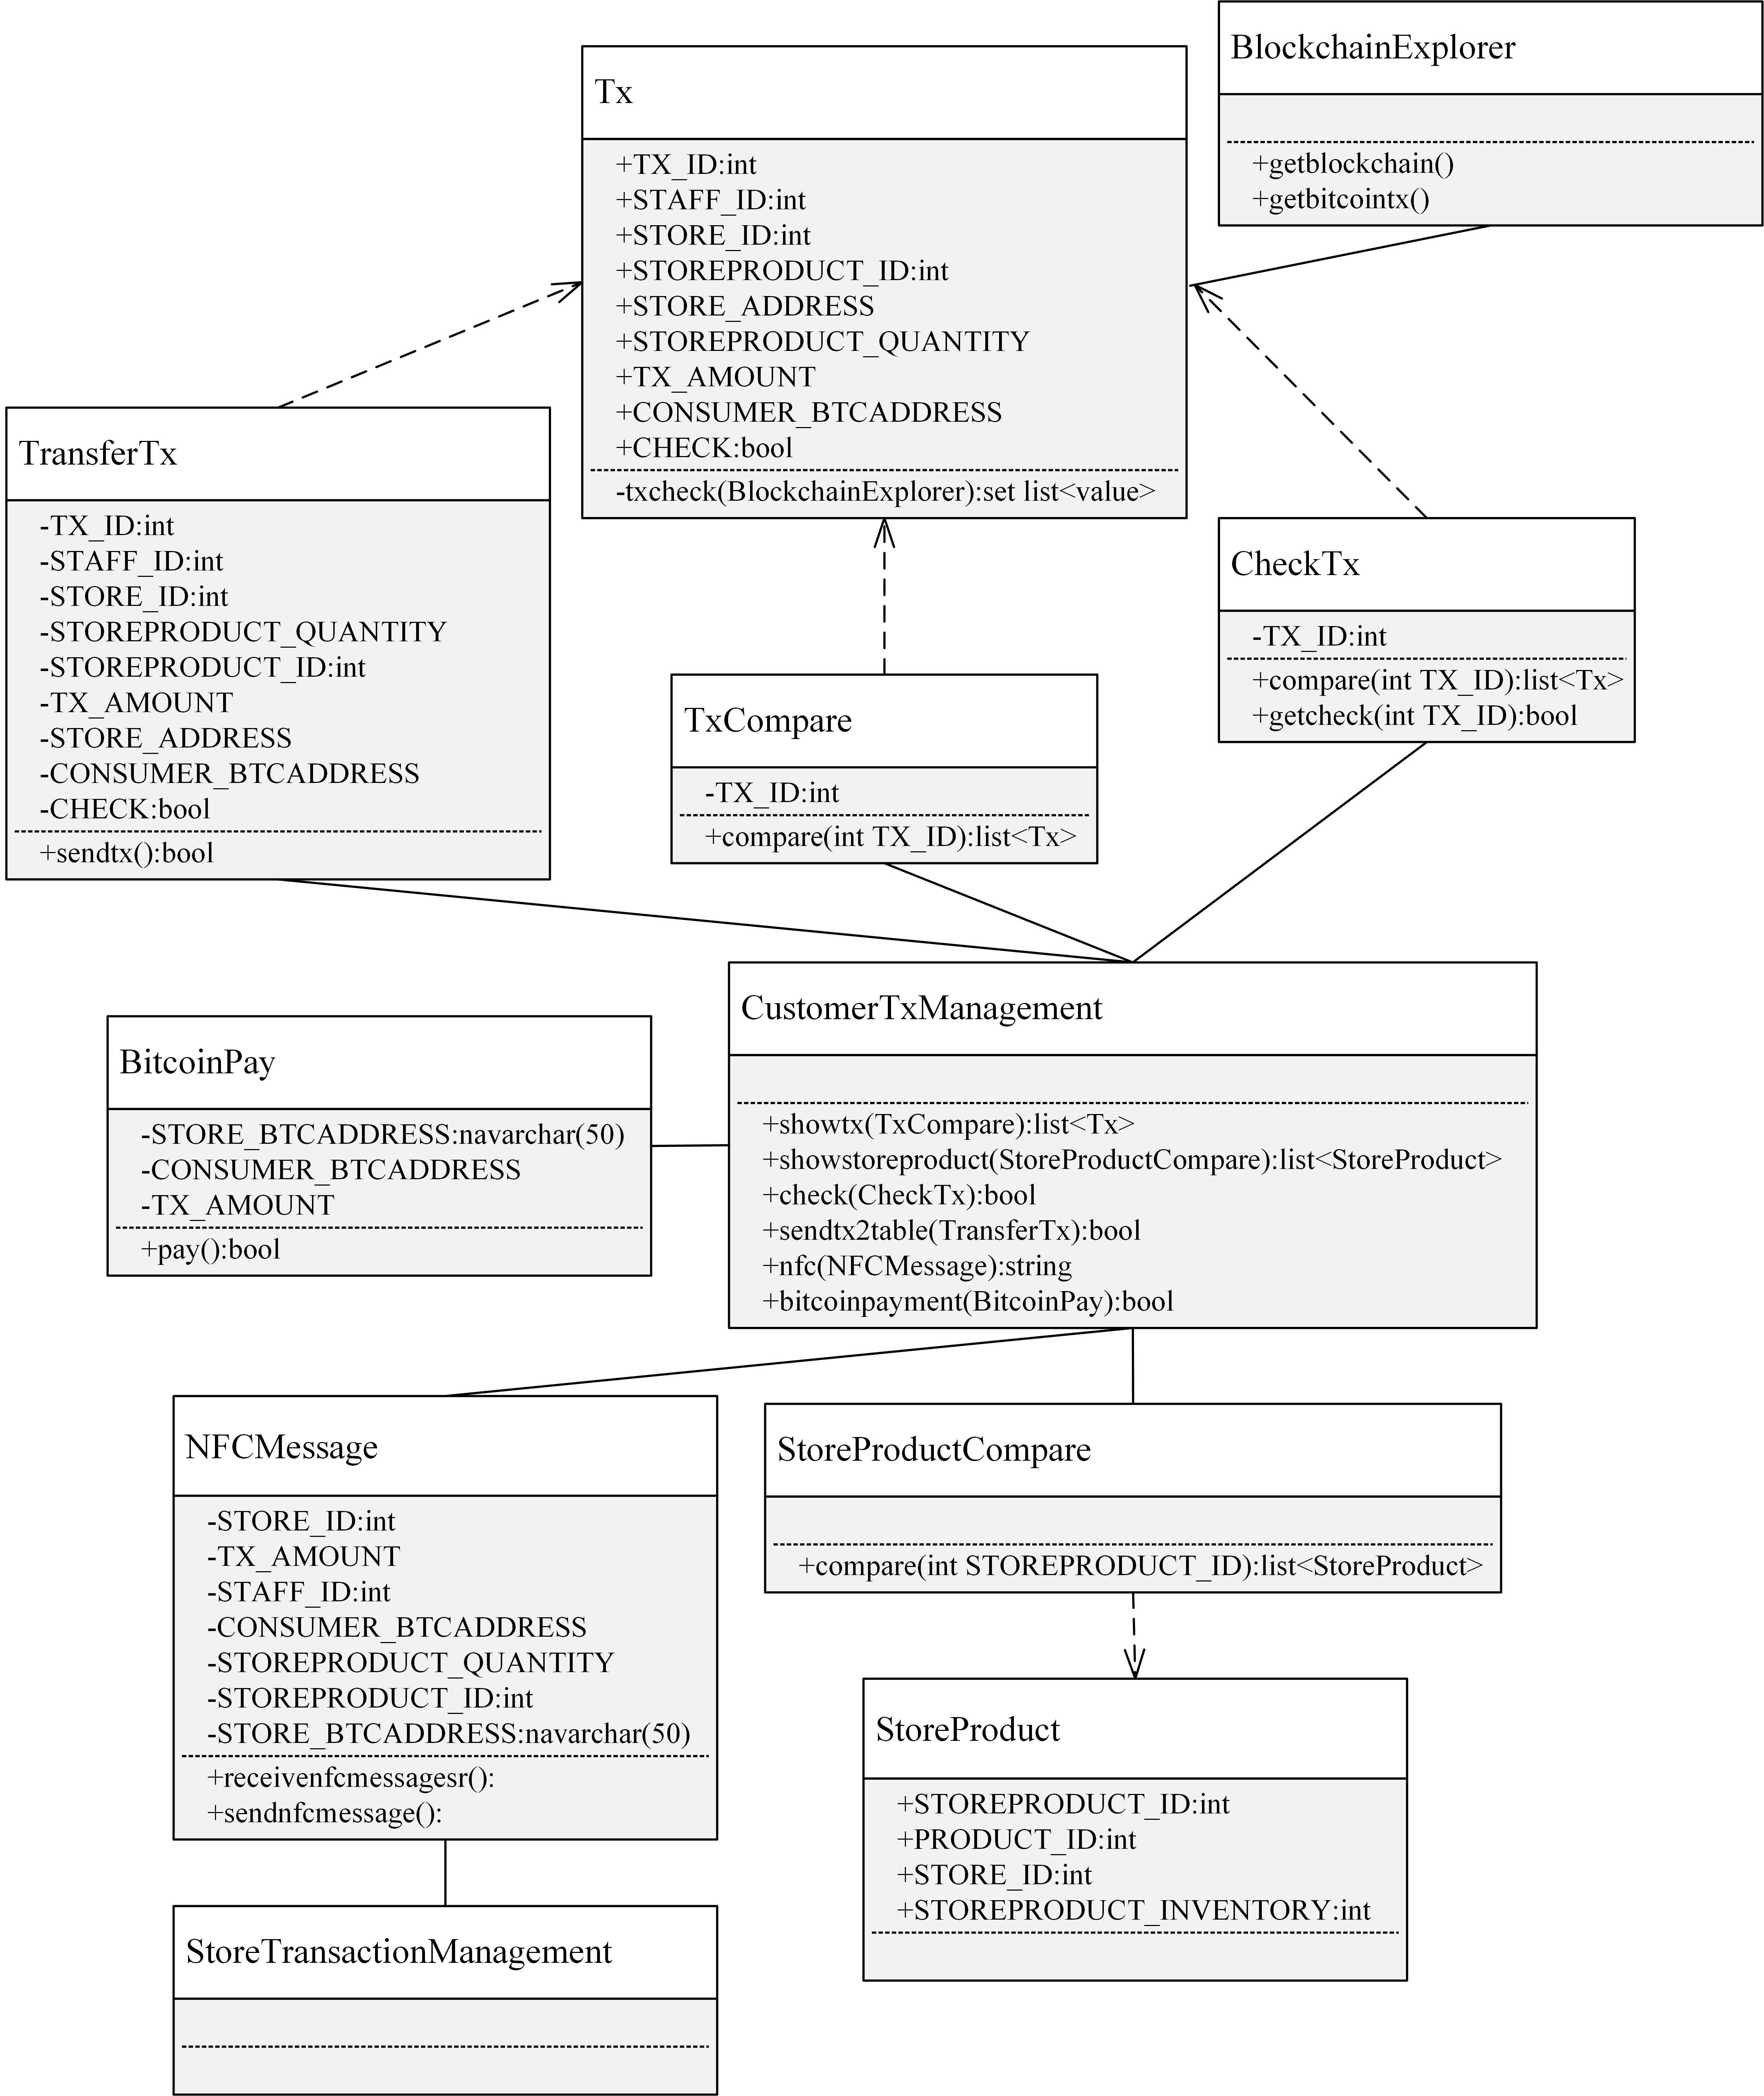 BlockchainExplorer
+getblockchain()
+getbitcointx()
Tx
+TX_ID:int
+STAFF_ID:int
+STORE_ID:int
+STOREPRODUCT_ID:int
+STORE_ADDRESS
+STOREPRODUCT_QUANTITY
+TX_AMOUNT
+CONSUMER_BTCADDRESS
+CHECK:bool
-txcheck(BlockchainExplorer):set list<value>
TransferTx
-TX_ID:int
-STAFF_ID:int
-STORE_ID:int
-STOREPRODUCT_QUANTITY
-STOREPRODUCT_ID:int
-TX_AMOUNT
-STORE_ADDRESS
-CONSUMER_BTCADDRESS
-CHECK:bool
+sendtx():bool
TxCompare
-TX_ID:int
+compare(int TX_ID):list<Tx>
CheckTx
-TX_ID:int
+compare(int TX_ID):list<Tx>
+getcheck(int TX_ID):bool
BitcoinPay
-STORE_BTCADDRESS:navarchar(50)
-CONSUMER_BTCADDRESS
-TX_AMOUNT
+pay():bool
CustomerTxManagement
+showtx(TxCompare):list<Tx>
+showstoreproduct(StoreProductCompare):list<StoreProduct>
+check(CheckTx):bool
+sendtx2table(TransferTx):bool
+nfc(NFCMessage):string
+bitcoinpayment(BitcoinPay):bool
NFCMessage
-STORE_ID:int
-TX_AMOUNT
-STAFF_ID:int
-CONSUMER_BTCADDRESS
-STOREPRODUCT_QUANTITY
-STOREPRODUCT_ID:int
-STORE_BTCADDRESS:navarchar(50)
+receivenfcmessagesr():
+sendnfcmessage():
StoreProductCompare
+compare(int STOREPRODUCT_ID):list<StoreProduct>
StoreProduct
+STOREPRODUCT_ID:int
+PRODUCT_ID:int
+STORE_ID:int
+STOREPRODUCT_INVENTORY:int
StoreTransactionManagement